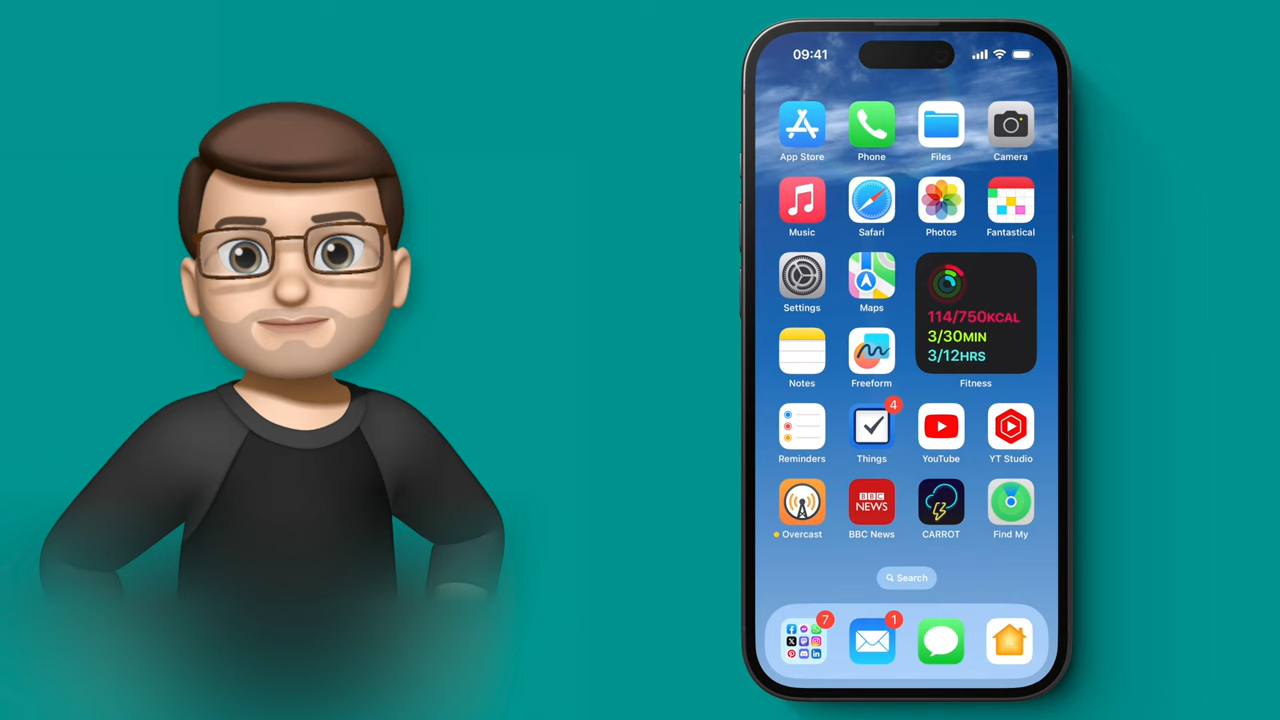 09:41
App Store Phone Files Camera
Music Safari Photos Fantastical
Settings Maps
114/750KCAL
3/30MIN
3/12HRS
Notes Freeform Fitness
4
Reminders Things YouTube YT Studio
BBC
NEWS
Overcast BBC News CARROT Find My
Search
7 1